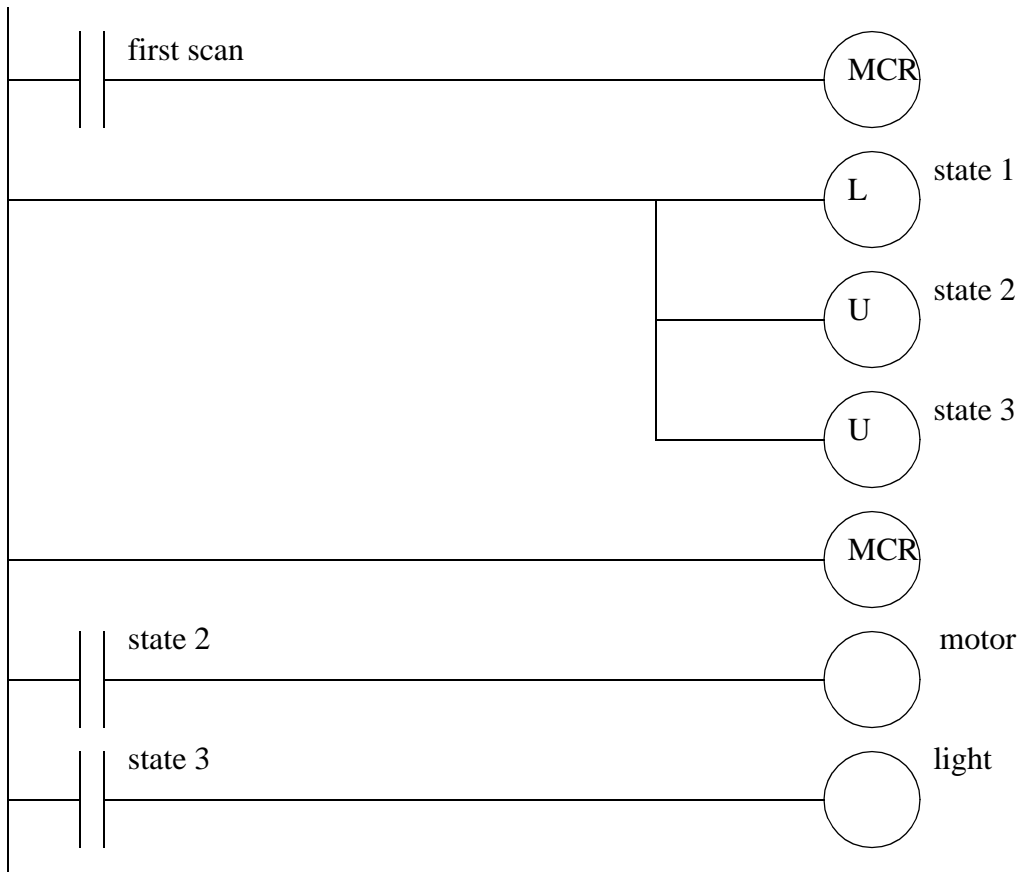 first scan
MCR
state 1
L
state 2
U
state 3
U
MCR
state 2
motor
state 3
light